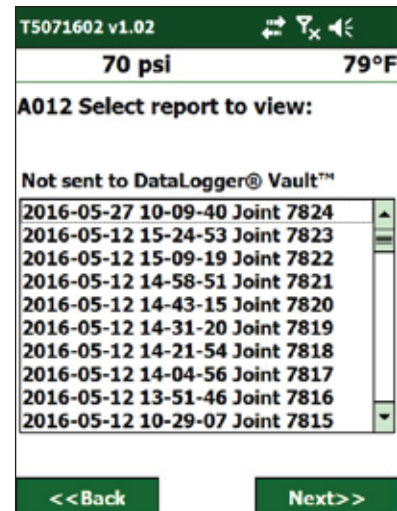 T5071602 v1.02
70 psi 79°F
A012 Select report to view:
Not sent to DataLogger® Vault™
2016-05-27 10-09-40 Joint 7824
2016-05-12 15-24-53 Joint 7823
2016-05-12 15-09-19 Joint 7822
2016-05-12 14-58-51 Joint 7821
2016-05-12 14-43-15 Joint 7820
2016-05-12 14-31-20 Joint 7819
2016-05-12 14-21-54 Joint 7818
2016-05-12 14-04-56 Joint 7817
2016-05-12 13-51-46 Joint 7816
2016-05-12 10-29-07 Joint 7815
<<Back Next>>